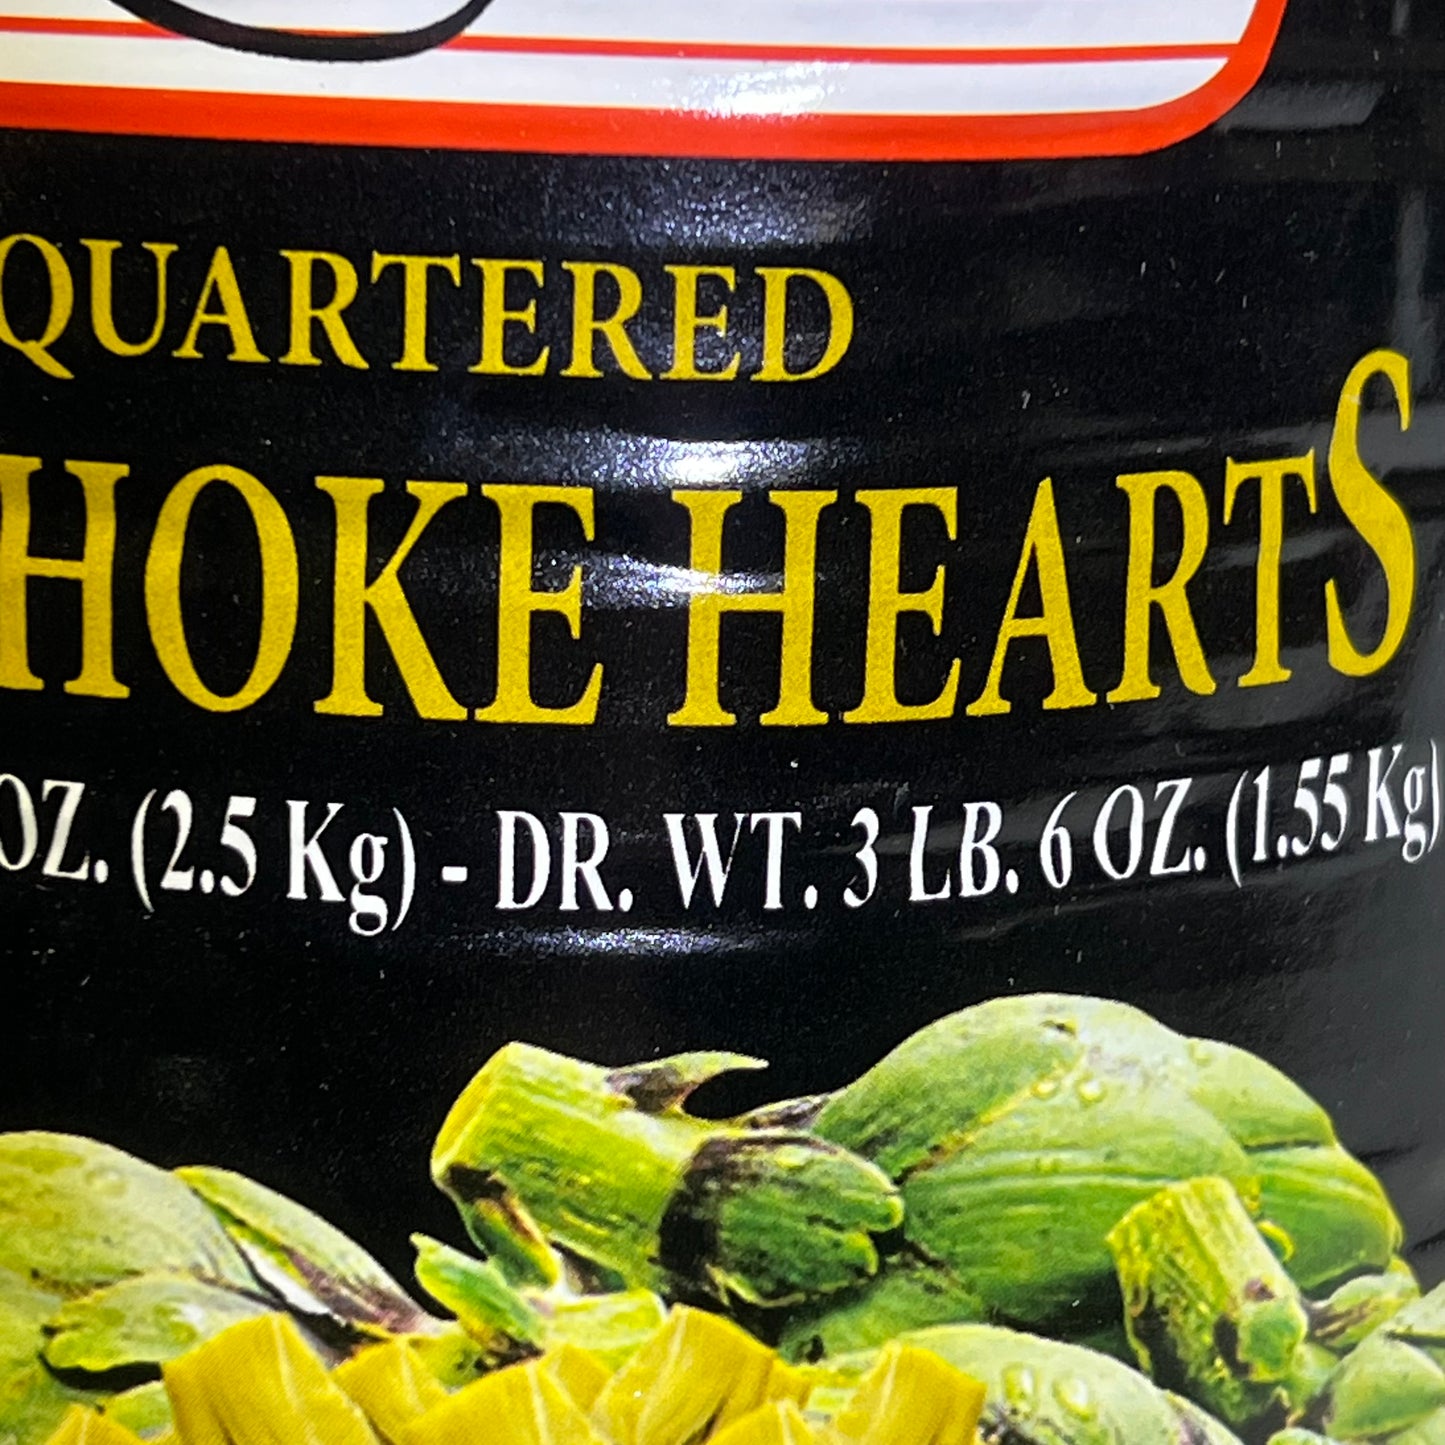 QUARTERED
HOKE HEARTS
OZ. (2.5 Kg) - DR. WT. 3 LB. 6 OZ. (1.55 Kg)